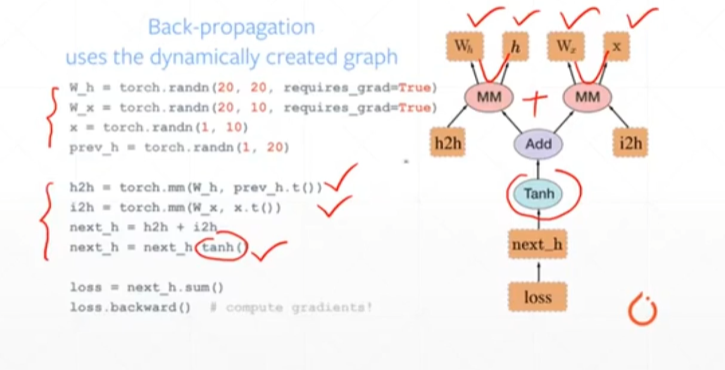 Back-propagation
uses the dynamically created graph
W_h = torch.randn(20, 20, requires_grad=True)
W_x = torch.randn(20, 10, requires_grad=True)
x = torch.randn(1, 10)
prev_h = torch.randn(1, 20)
h2h = torch.mm(W_h, prev_h.t())
i2h = torch.mm(W_x, x.t())
next_h = h2h + i2h
next_h = next_h.tanh()
loss = next_h.sum()
loss.backward() # compute gradients!
Wh h Wx x
MM + MM
h2h Add i2h
Tanh
next_h
loss